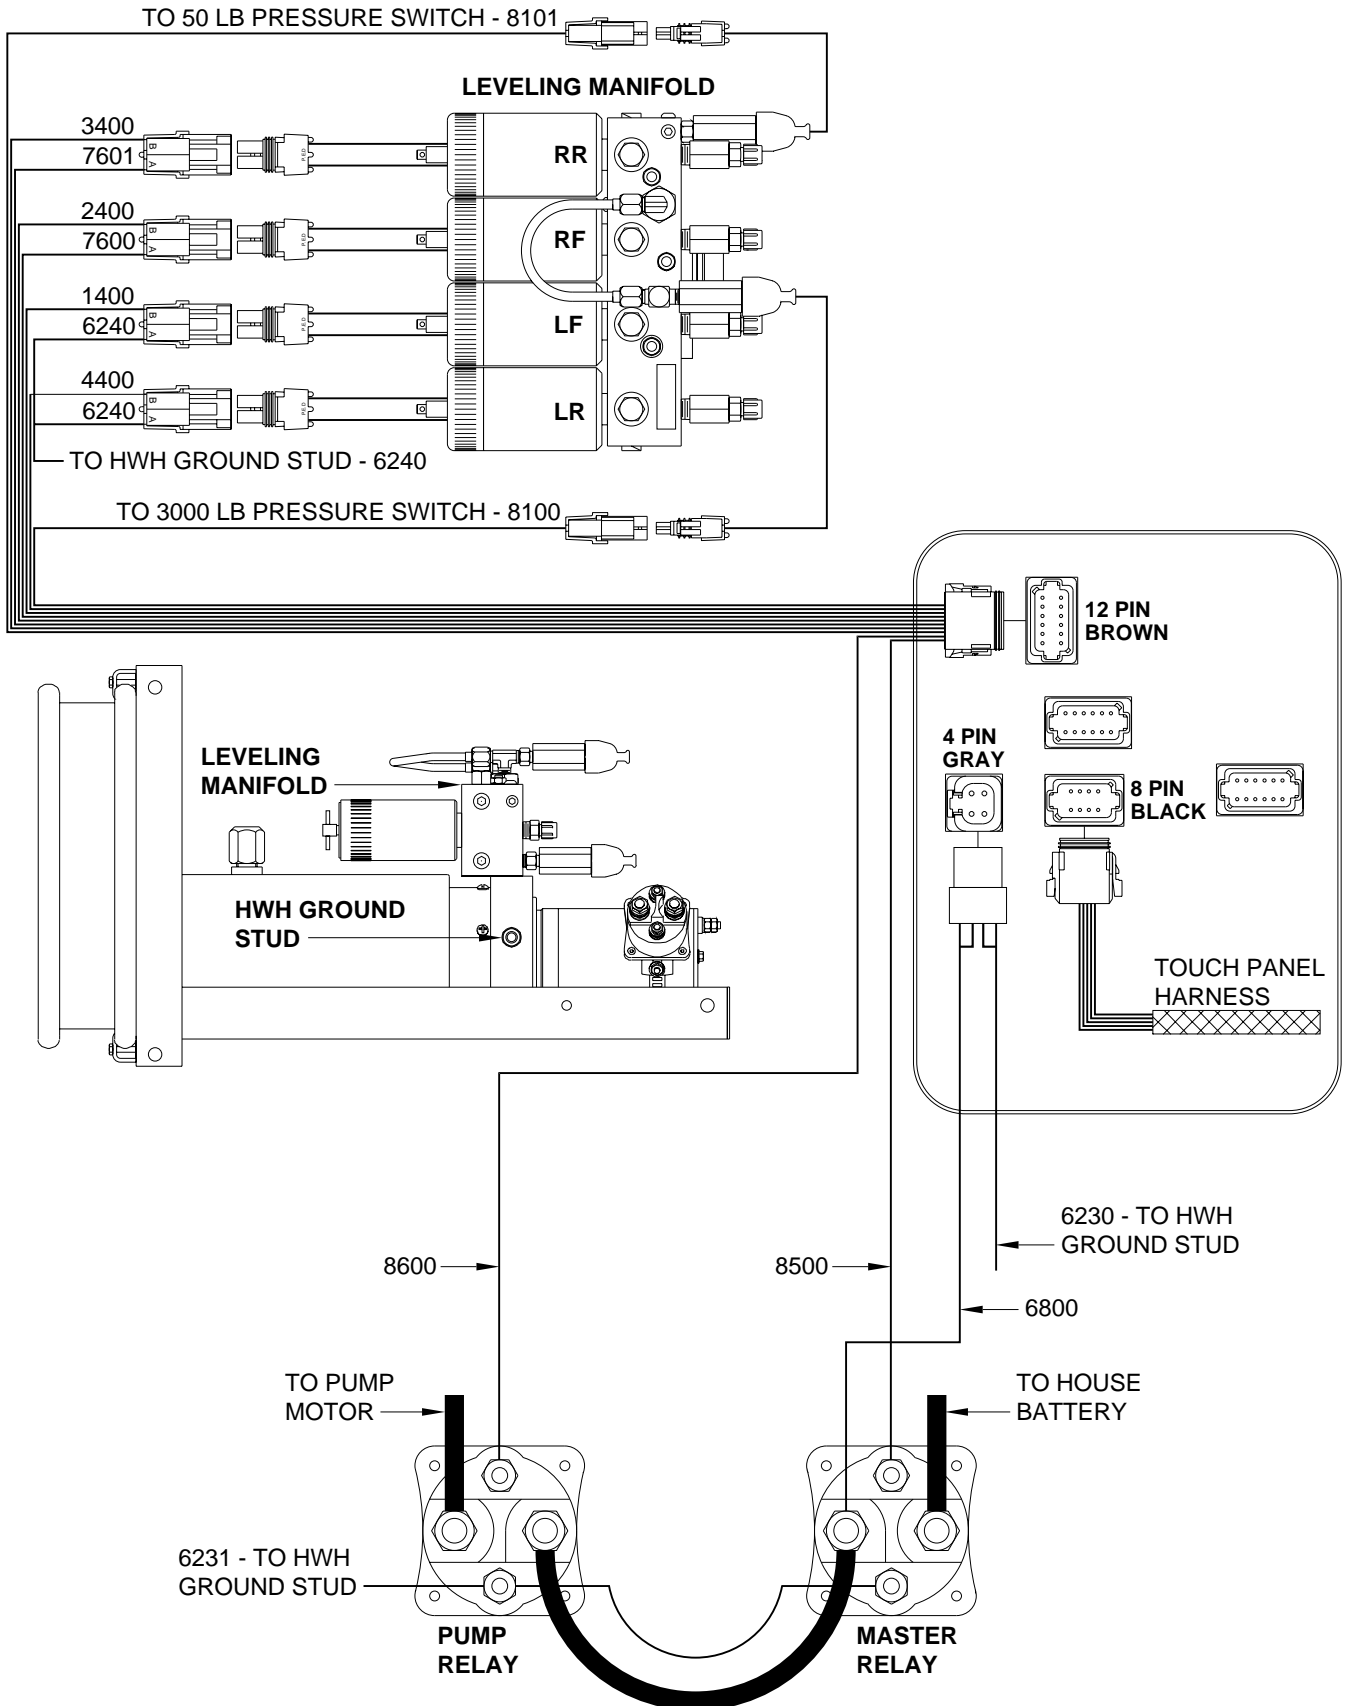 TO 50 LB PRESSURE SWITCH - 8101
LEVELING MANIFOLD
3400
7601
B
A
P.E.D
RR
2400
7600
B
A
P.E.D
RF
1400
6240
B
A
P.E.D
LF
4400
6240
B
A
P.E.D
LR
TO HWH GROUND STUD - 6240
TO 3000 LB PRESSURE SWITCH - 8100
12 PIN
BROWN
4 PIN
GRAY
8 PIN
BLACK
LEVELING
MANIFOLD
HWH GROUND
STUD
TOUCH PANEL
HARNESS
6230 - TO HWH
GROUND STUD
8600
8500
6800
TO PUMP
MOTOR
TO HOUSE
BATTERY
6231 - TO HWH
GROUND STUD
PUMP
RELAY
MASTER
RELAY